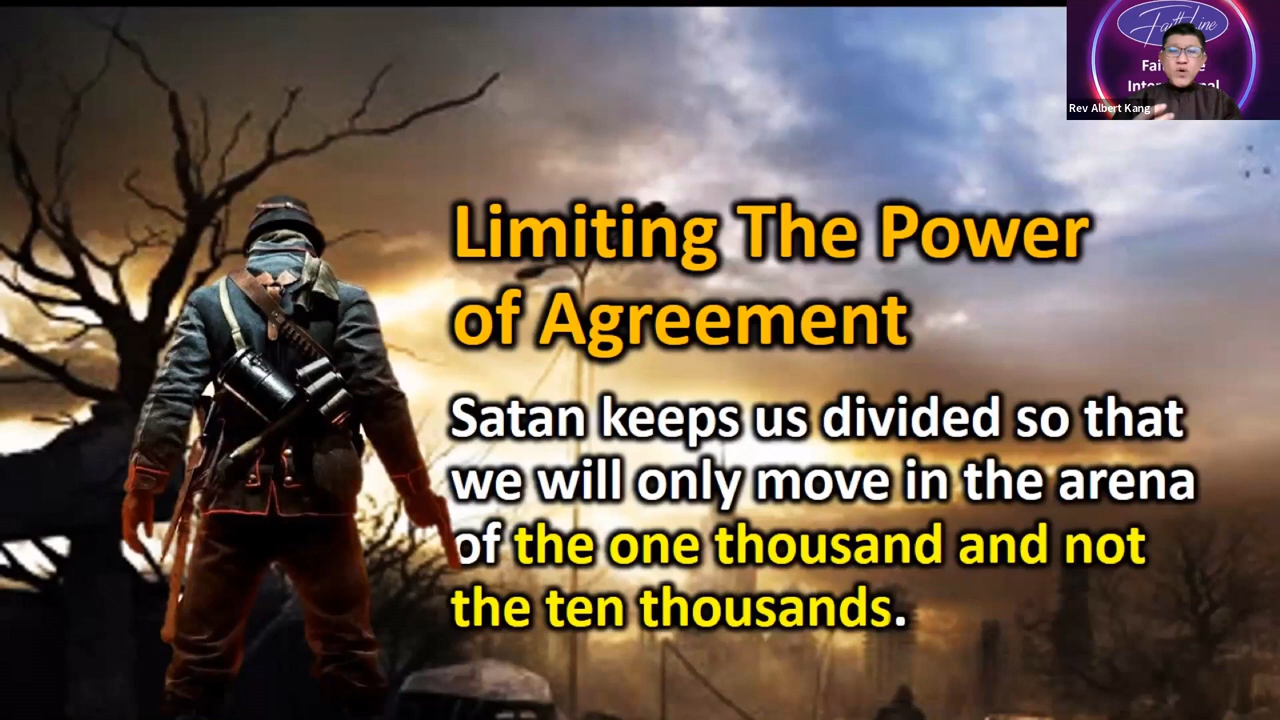 Limiting The Power
of Agreement
Satan keeps us divided so that
we will only move in the arena
of the one thousand and not
the ten thousands.
Rev Albert Kang